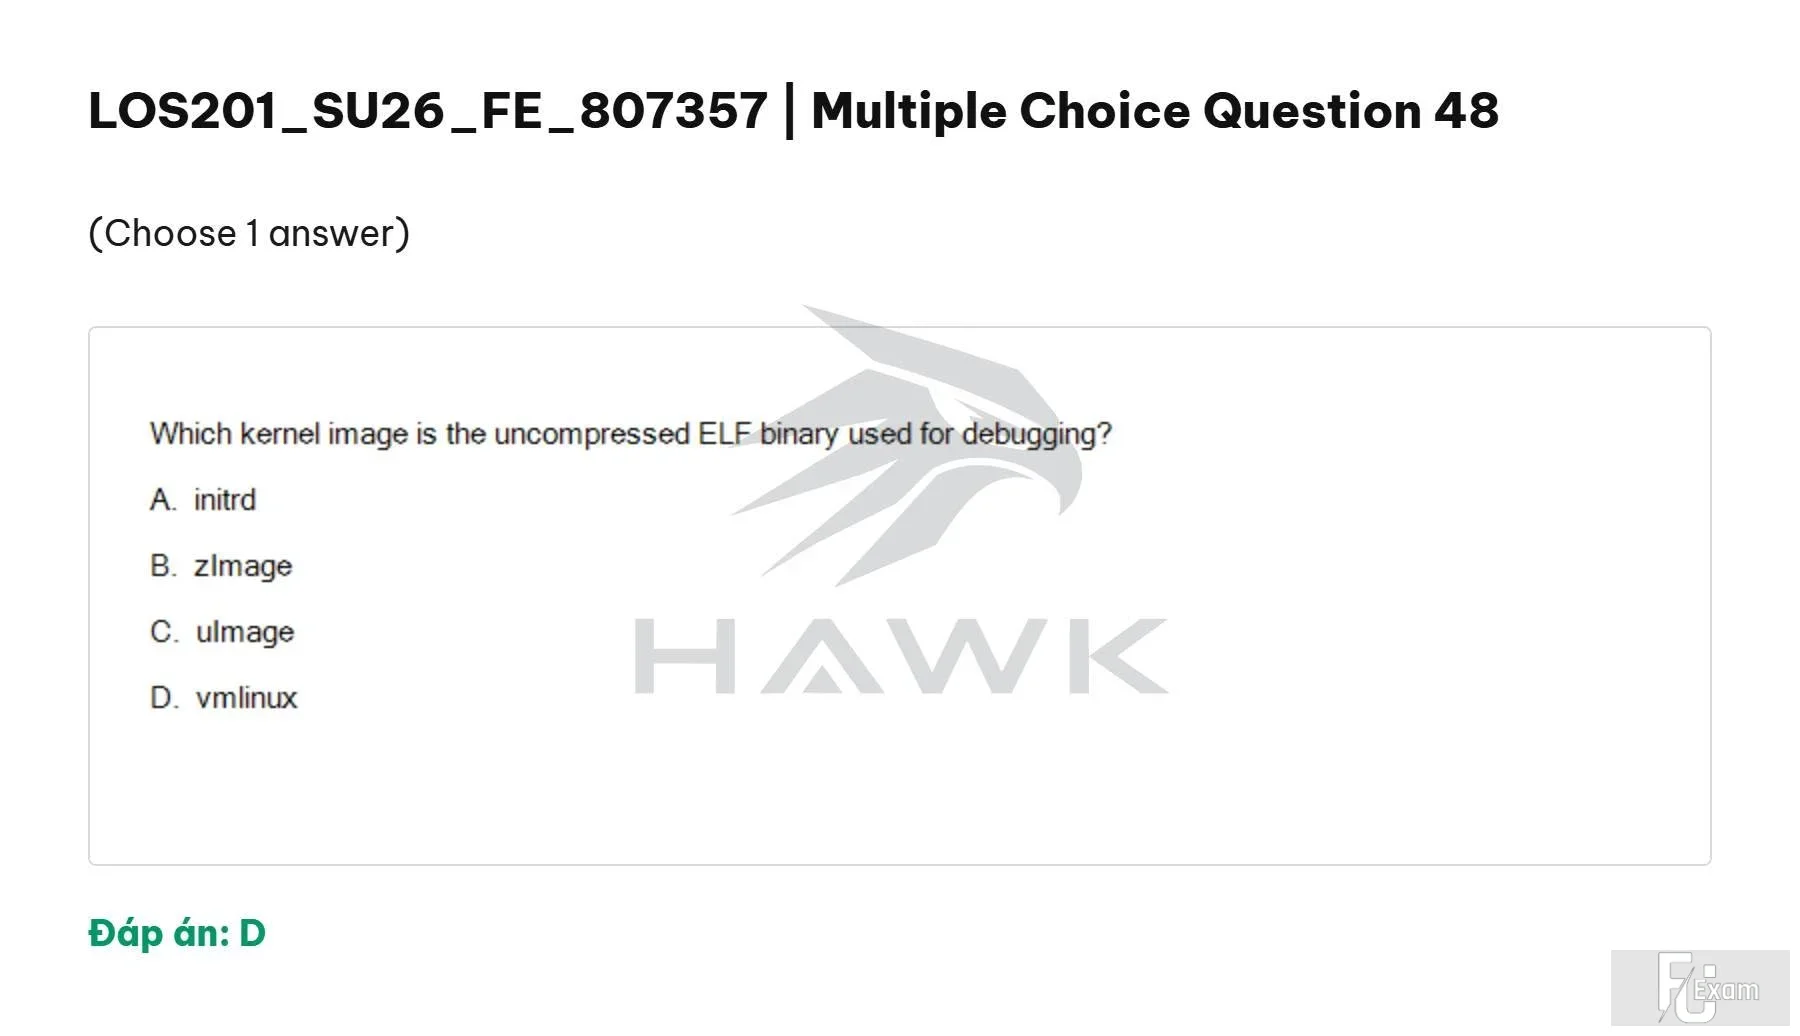 LOS201_SU26_FE_807357 | Multiple Choice Question 48
(Choose 1 answer)
Which kernel image is the uncompressed ELF binary used for debugging?
A. initrd
B. zImage
C. uImage
D. vmlinux
HAWK
Đáp án: D
FU Exam